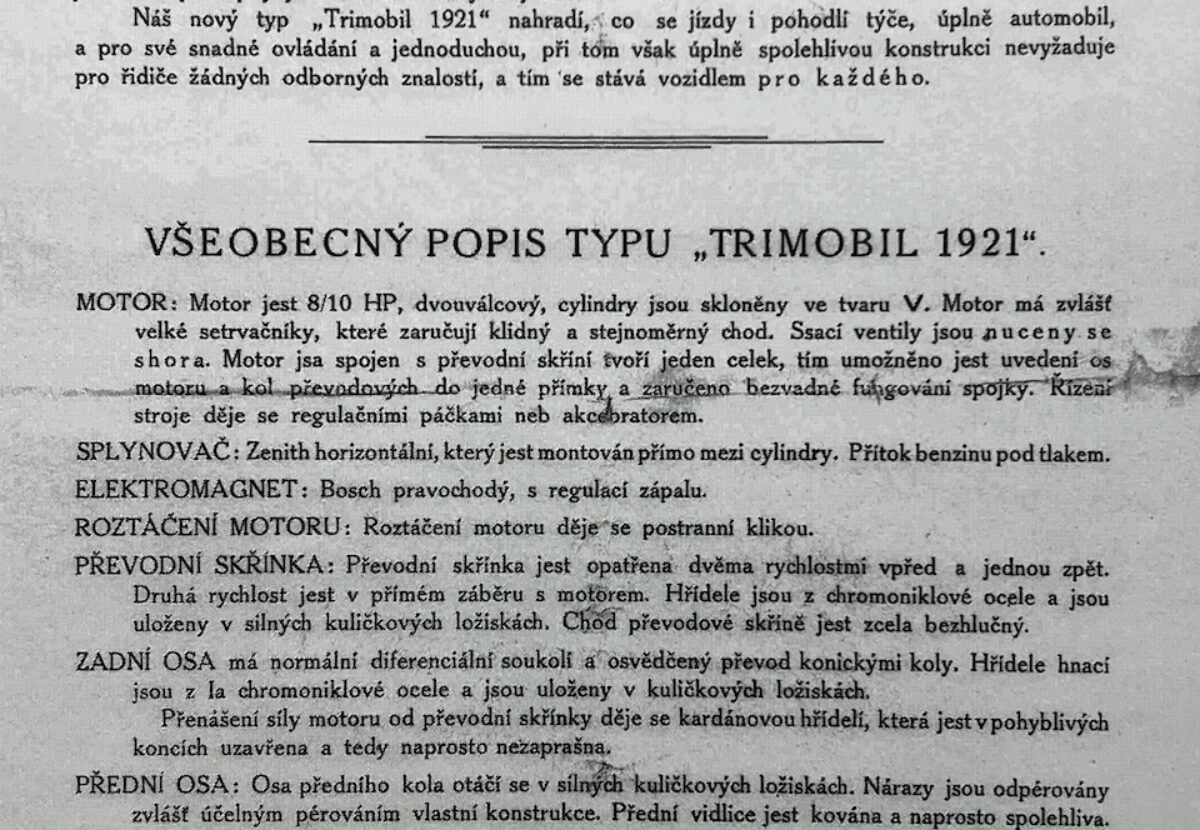 Náš nový typ „Trimobil 1921“ nahradí, co se jízdy i pohodlí týče, úplně automobil,
a pro své snadné ovládání a jednoduchou, při tom však úplně spolehlivou konstrukci nevyžaduje
pro řidiče žádných odborných znalostí, a tím se stává vozidlem pro každého.
VŠEOBECNÝ POPIS TYPU „TRIMOBIL 1921“.
MOTOR: Motor jest 8/10 HP, dvouválcový, cylindry jsou skloněny ve tvaru V. Motor má zvlášť
velké setrvačníky, které zaručují klidný a stejnoměrný chod. Ssací ventily jsou nuceny se
shora. Motor jsa spojen s převodní skříní tvoří jeden celek, tím umožněno jest uvedení os
motoru a kol převodových do jedné přímky a zaručeno bezvadné fungování spojky. Řízení
stroje děje se regulačními páčkami neb akcelerátorem.
SPLYNOVAČ: Zenith horizontální, který jest montován přímo mezi cylindry. Přítok benzinu pod tlakem.
ELEKTROMAGNET: Bosch pravochodý, s regulací zápalu.
ROZTÁČENÍ MOTORU: Roztáčení motoru děje se postranní klikou.
PŘEVODNÍ SKŘÍNKA: Převodní skřínka jest opatřena dvěma rychlostmi vpřed a jednou zpět.
Druhá rychlost jest v přímém záběru s motorem. Hřídele jsou z chromoniklové ocele a jsou
uloženy v silných kuličkových ložiskách. Chod převodové skříně jest zcela bezhlučný.
ZADNÍ OSA má normální diferenciální soukolí a osvědčený převod konickými koly. Hřídele hnací
jsou z Ia chromoniklové ocele a jsou uloženy v kuličkových ložiskách.
Přenášení síly motoru od převodní skřínky děje se kardánovou hřídelí, která jest v pohyblivých
koncích uzavřena a tedy naprosto nezaprašna.
PŘEDNÍ OSA: Osa předního kola otáčí se v silných kuličkových ložiskách. Nárazy jsou odpérovány
zvlášť účelným pérováním vlastní konstrukce. Přední vidlice jest kována a naprosto spolehliva.